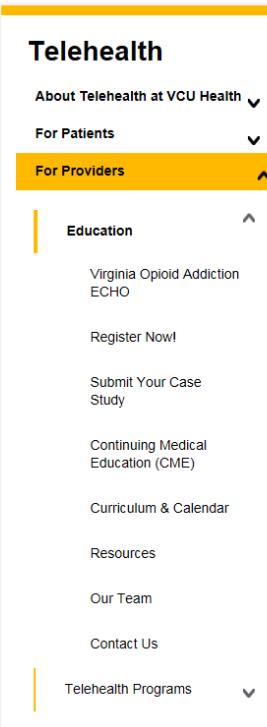 Telehealth
About Telehealth at VCU Health
For Patients
For Providers
Education
Virginia Opioid Addiction
ECHO
Register Now!
Submit Your Case
Study
Continuing Medical
Education (CME)
Curriculum & Calendar
Resources
Our Team
Contact Us
Telehealth Programs